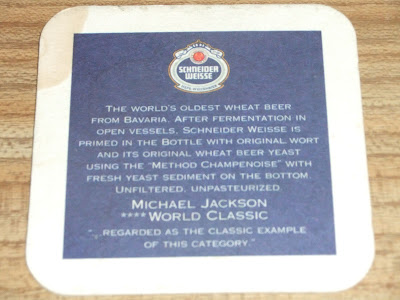 SCHNEIDER
WEISSE
THE WORLD'S OLDEST WHEAT BEER
FROM BAVARIA. AFTER FERMENTATION IN
OPEN VESSELS, SCHNEIDER WEISSE IS
PRIMED IN THE BOTTLE WITH ORIGINAL WORT
AND ITS ORIGINAL WHEAT BEER YEAST
USING THE "METHOD CHAMPENOISE" WITH
FRESH YEAST SEDIMENT ON THE BOTTOM.
UNFILTERED, UNPASTEURIZED.
MICHAEL JACKSON
****WORLD CLASSIC
"...REGARDED AS THE CLASSIC EXAMPLE
OF THIS CATEGORY."